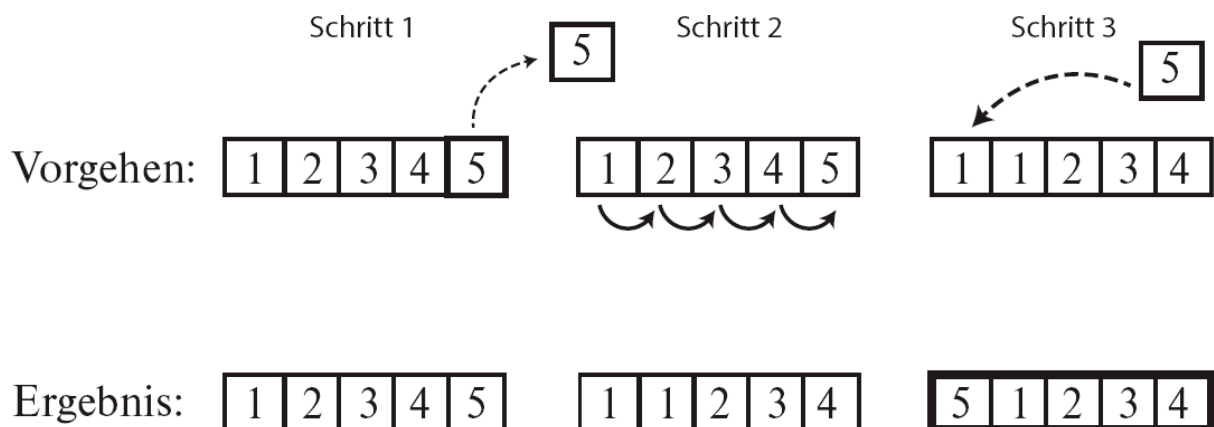 Schritt 1 Schritt 2 Schritt 3
5 5
Vorgehen: 1 2 3 4 5 1 2 3 4 5 1 1 2 3 4
Ergebnis: 1 2 3 4 5 1 1 2 3 4 5 1 2 3 4